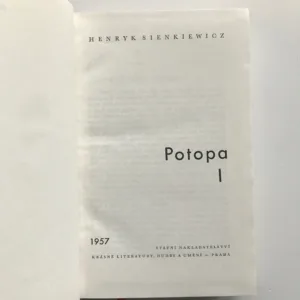 HENRYK SIENKIEWICZ
Potopa
I
1957
STÁTNÍ NAKLADATELSTVÍ
KRÁSNÉ LITERATURY, HUDBY A UMĚNÍ — PRAHA